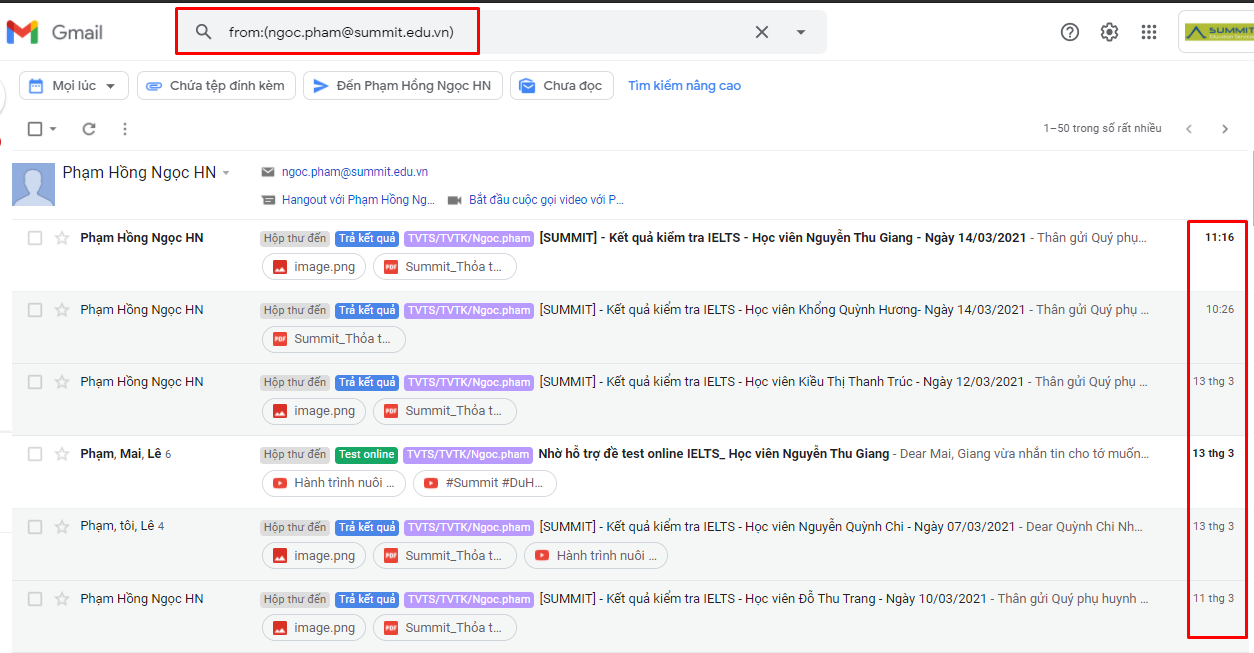 Gmail
from:(ngoc.pham@summit.edu.vn)
SUMMIT
Mọi lúc
Chứa tệp đính kèm
Đến Phạm Hồng Ngọc HN
Chưa đọc
Tìm kiếm nâng cao
1–50 trong số rất nhiều
Phạm Hồng Ngọc HN
ngoc.pham@summit.edu.vn
Hangout với Phạm Hồng Ng...
Bắt đầu cuộc gọi video với P...
Phạm Hồng Ngọc HN Hộp thư đến Trả kết quả TVTS/TVTK/Ngoc.pham [SUMMIT] - Kết quả kiểm tra IELTS - Học viên Nguyễn Thu Giang - Ngày 14/03/2021 - Thân gửi Quý phụ... 11:16
image.png PDF Summit_Thỏa t...
Phạm Hồng Ngọc HN Hộp thư đến Trả kết quả TVTS/TVTK/Ngoc.pham [SUMMIT] - Kết quả kiểm tra IELTS - Học viên Khổng Quỳnh Hương- Ngày 14/03/2021 - Thân gửi Quý phụ ... 10:26
PDF Summit_Thỏa t...
Phạm Hồng Ngọc HN Hộp thư đến Trả kết quả TVTS/TVTK/Ngoc.pham [SUMMIT] - Kết quả kiểm tra IELTS - Học viên Kiều Thị Thanh Trúc - Ngày 12/03/2021 - Thân gửi Quý phụ ... 13 thg 3
image.png PDF Summit_Thỏa t...
Phạm, Mai, Lê 6 Hộp thư đến Test online TVTS/TVTK/Ngoc.pham Nhờ hỗ trợ đề test online IELTS_ Học viên Nguyễn Thu Giang - Dear Mai, Giang vừa nhắn tin cho tớ muốn... 13 thg 3
Hành trình nuôi ... #Summit #DuH...
Phạm, tôi, Lê 4 Hộp thư đến Trả kết quả TVTS/TVTK/Ngoc.pham [SUMMIT] - Kết quả kiểm tra IELTS - Học viên Nguyễn Quỳnh Chi - Ngày 07/03/2021 - Dear Quỳnh Chi Nh... 13 thg 3
image.png PDF Summit_Thỏa t... Hành trình nuôi ...
Phạm Hồng Ngọc HN Hộp thư đến Trả kết quả TVTS/TVTK/Ngoc.pham [SUMMIT] - Kết quả kiểm tra IELTS - Học viên Đỗ Thu Trang - Ngày 10/03/2021 - Thân gửi Quý phụ huynh ... 11 thg 3
image.png PDF Summit_Thỏa t...